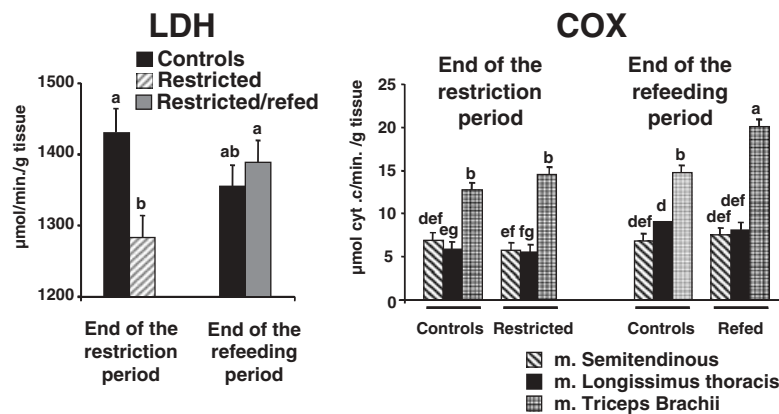 LDH
Controls
Restricted
Restricted/refed
µmol/min./g tissue
1500
1400
1300
1200
a
b
ab
a
End of the
restriction
period
End of the
refeeding
period
COX
End of the
restriction
period
End of the
refeeding
period
µmol cyt .c/min. /g tissue
25
20
15
10
5
0
def
eg
b
ef
fg
b
def
d
b
def
def
a
Controls
Restricted
Controls
Refed
m. Semitendinous
m. Longissimus thoracis
m. Triceps Brachii